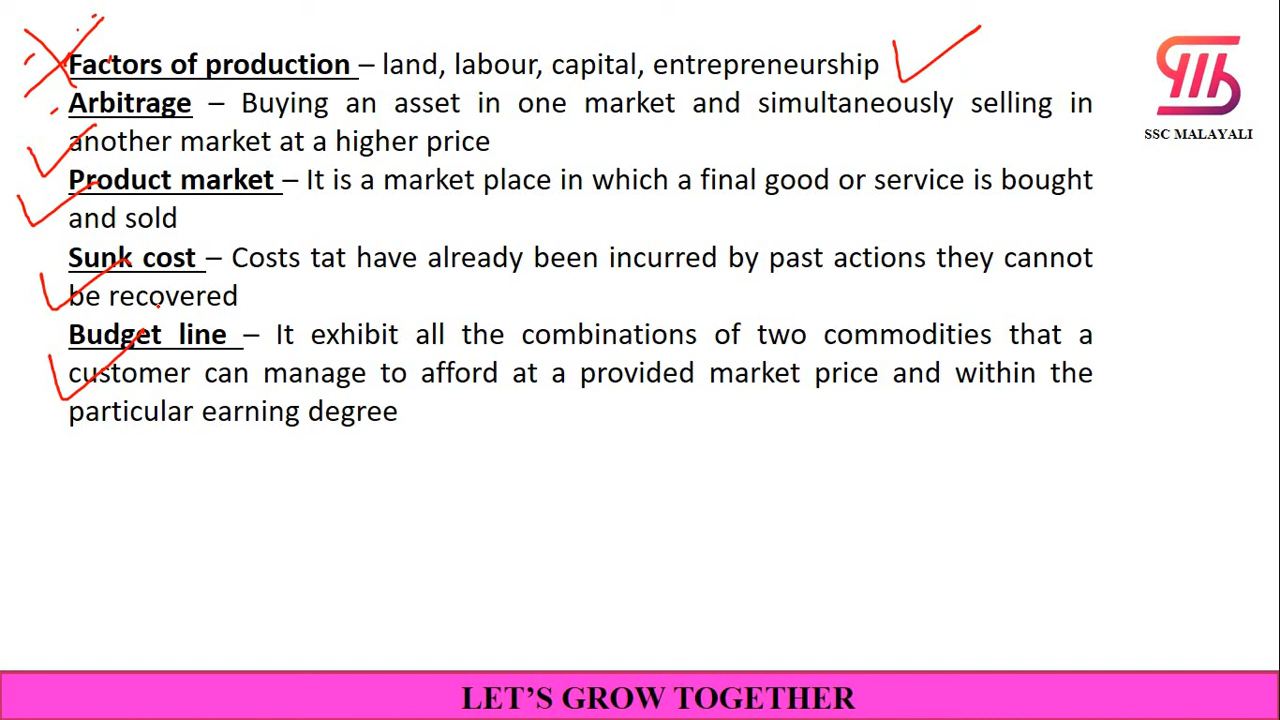 Factors of production – land, labour, capital, entrepreneurship
Arbitrage – Buying an asset in one market and simultaneously selling in
another market at a higher price
Product market – It is a market place in which a final good or service is bought
and sold
Sunk cost – Costs tat have already been incurred by past actions they cannot
be recovered
Budget line – It exhibit all the combinations of two commodities that a
customer can manage to afford at a provided market price and within the
particular earning degree
SSC MALAYALI
LET’S GROW TOGETHER